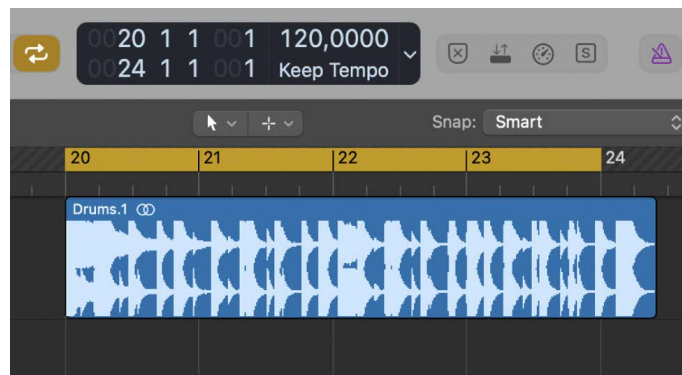 0020 1 1 001 120,0000
0024 1 1 001 Keep Tempo
S
Snap: Smart
20 21 22 23 24
Drums.1